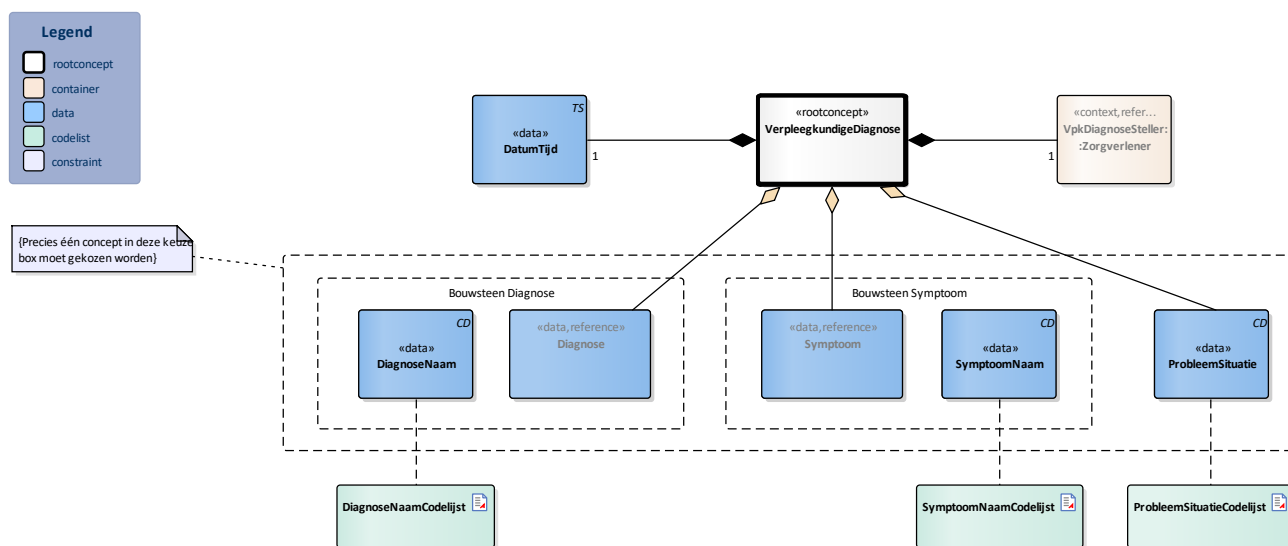 Legend
rootconcept
container
data
codelist
constraint
TS
«data»
DatumTijd
1
«rootconcept»
VerpleegkundigeDiagnose
1
«context,refer...
VpkDiagnoseSteller:
:Zorgverlener
{Precies één concept in deze keuze
box moet gekozen worden}
Bouwsteen Diagnose
CD
«data»
DiagnoseNaam
«data,reference»
Diagnose
Bouwsteen Symptoom
«data,reference»
Symptoom
CD
«data»
SymptoomNaam
CD
«data»
ProbleemSituatie
DiagnoseNaamCodelijst
SymptoomNaamCodelijst
ProbleemSituatieCodelijst